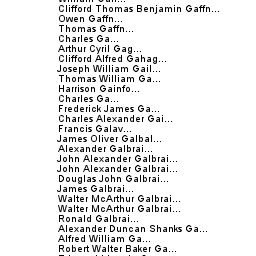 Clifford Thomas Benjamin Gaffn...
Owen Gaffn...
Thomas Gaffn...
Charles Ga...
Arthur Cyril Gag...
Clifford Alfred Gahag...
Joseph William Gail...
Thomas William Ga...
Harrison Gainfo...
Charles Ga...
Frederick James Ga...
Charles Alexander Gai...
Francis Galav...
James Oliver Galbal...
Alexander Galbrai...
John Alexander Galbrai...
John Alexander Galbrai...
Douglas John Galbrai...
James Galbrai...
Walter McArthur Galbrai...
Walter McArthur Galbrai...
Ronald Galbrai...
Alexander Duncan Shanks Ga...
Alfred William Ga...
Robert Walter Baker Ga...